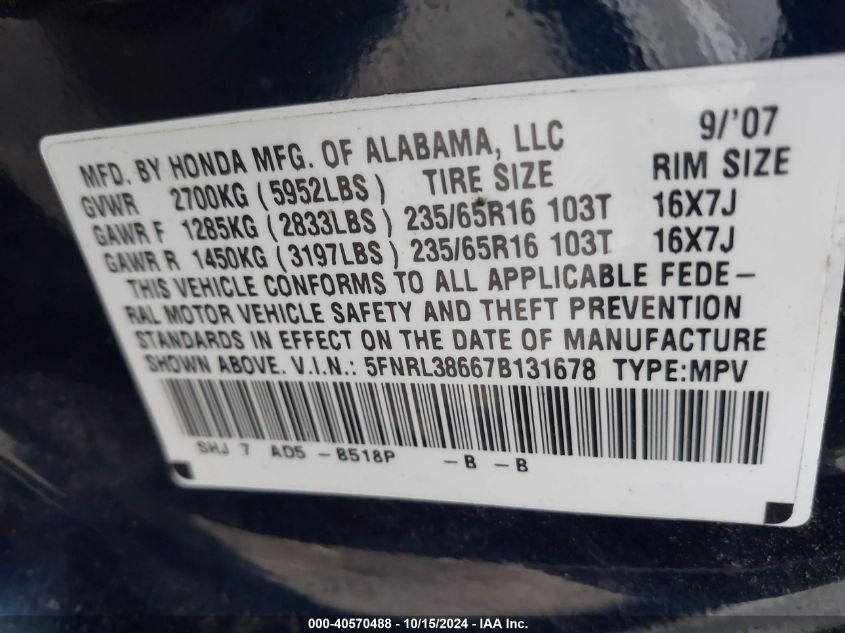 MFD. BY HONDA MFG. OF ALABAMA, LLC 9/'07
GVWR 2700KG (5952LBS) TIRE SIZE RIM SIZE
GAWR F 1285KG (2833LBS) 235/65R16 103T 16X7J
GAWR R 1450KG (3197LBS) 235/65R16 103T 16X7J
THIS VEHICLE CONFORMS TO ALL APPLICABLE FEDE-
RAL MOTOR VEHICLE SAFETY AND THEFT PREVENTION
STANDARDS IN EFFECT ON THE DATE OF MANUFACTURE
SHOWN ABOVE. V.I.N.: 5FNRL38667B131678 TYPE:MPV
SHJ 7 AD5 -B518P -B -B
000-40570488 - 10/15/2024 - IAA Holdings, LLC.